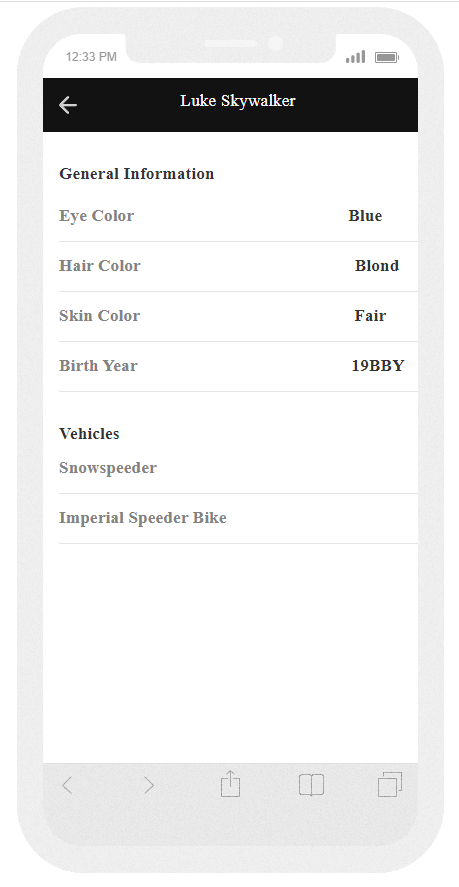 12:33 PM
Luke Skywalker
General Information
Eye Color Blue
Hair Color Blond
Skin Color Fair
Birth Year 19BBY
Vehicles
Snowspeeder
Imperial Speeder Bike